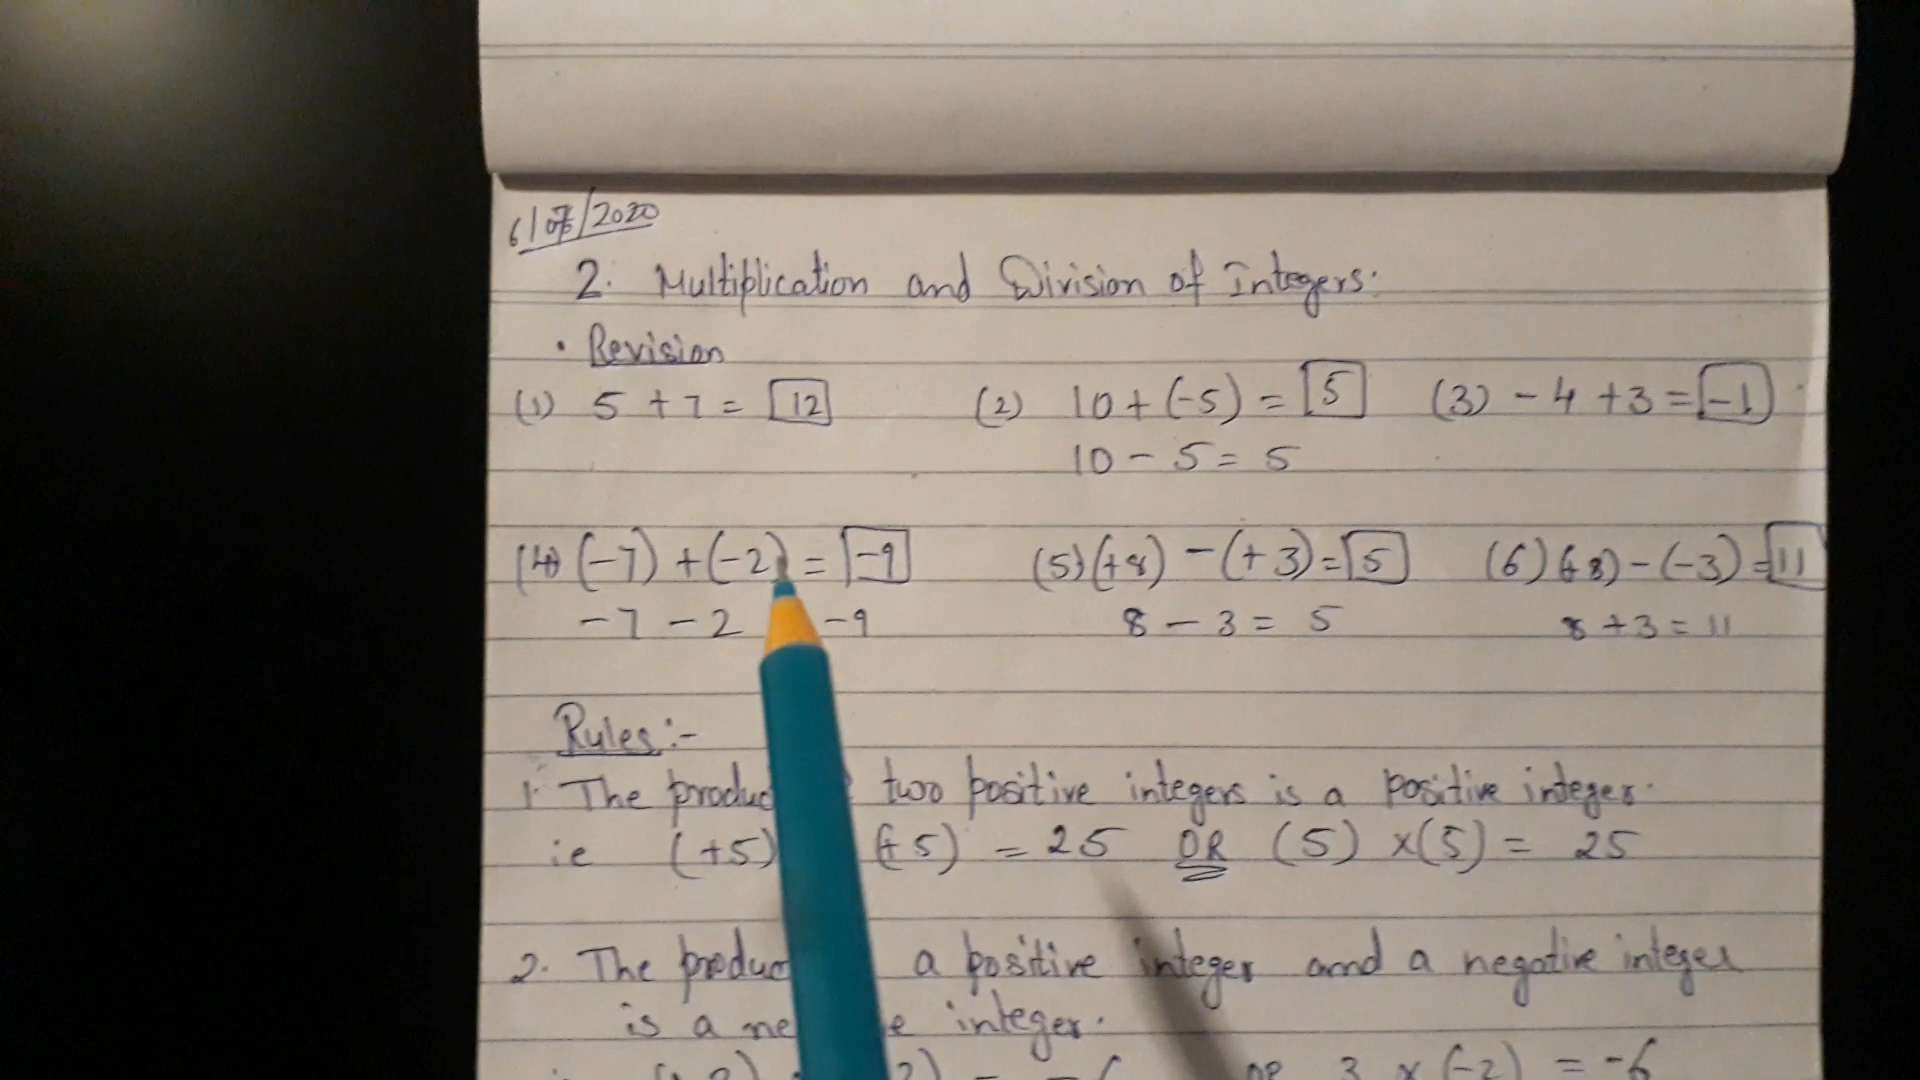 6/07/2020
2. Multiplication and Division of Integers.
• Revision
(1) 5 + 7 = 12 (2) 10 + (-5) = 5 (3) - 4 + 3 = -1
10 - 5 = 5
(4) (-7) + (-2) = -9 (5) (+8) - (+3) = 5 (6) (+8) - (-3) = 11
-7 - 2 -9 8 - 3 = 5 8 + 3 = 11
Rules :-
1. The two positive integers is a positive integer.
ie (+5) (+5) = 25 OR (5) x (5) = 25
2. The a positive integer and a negative integer
is a integer.
3 x (-2) = -6